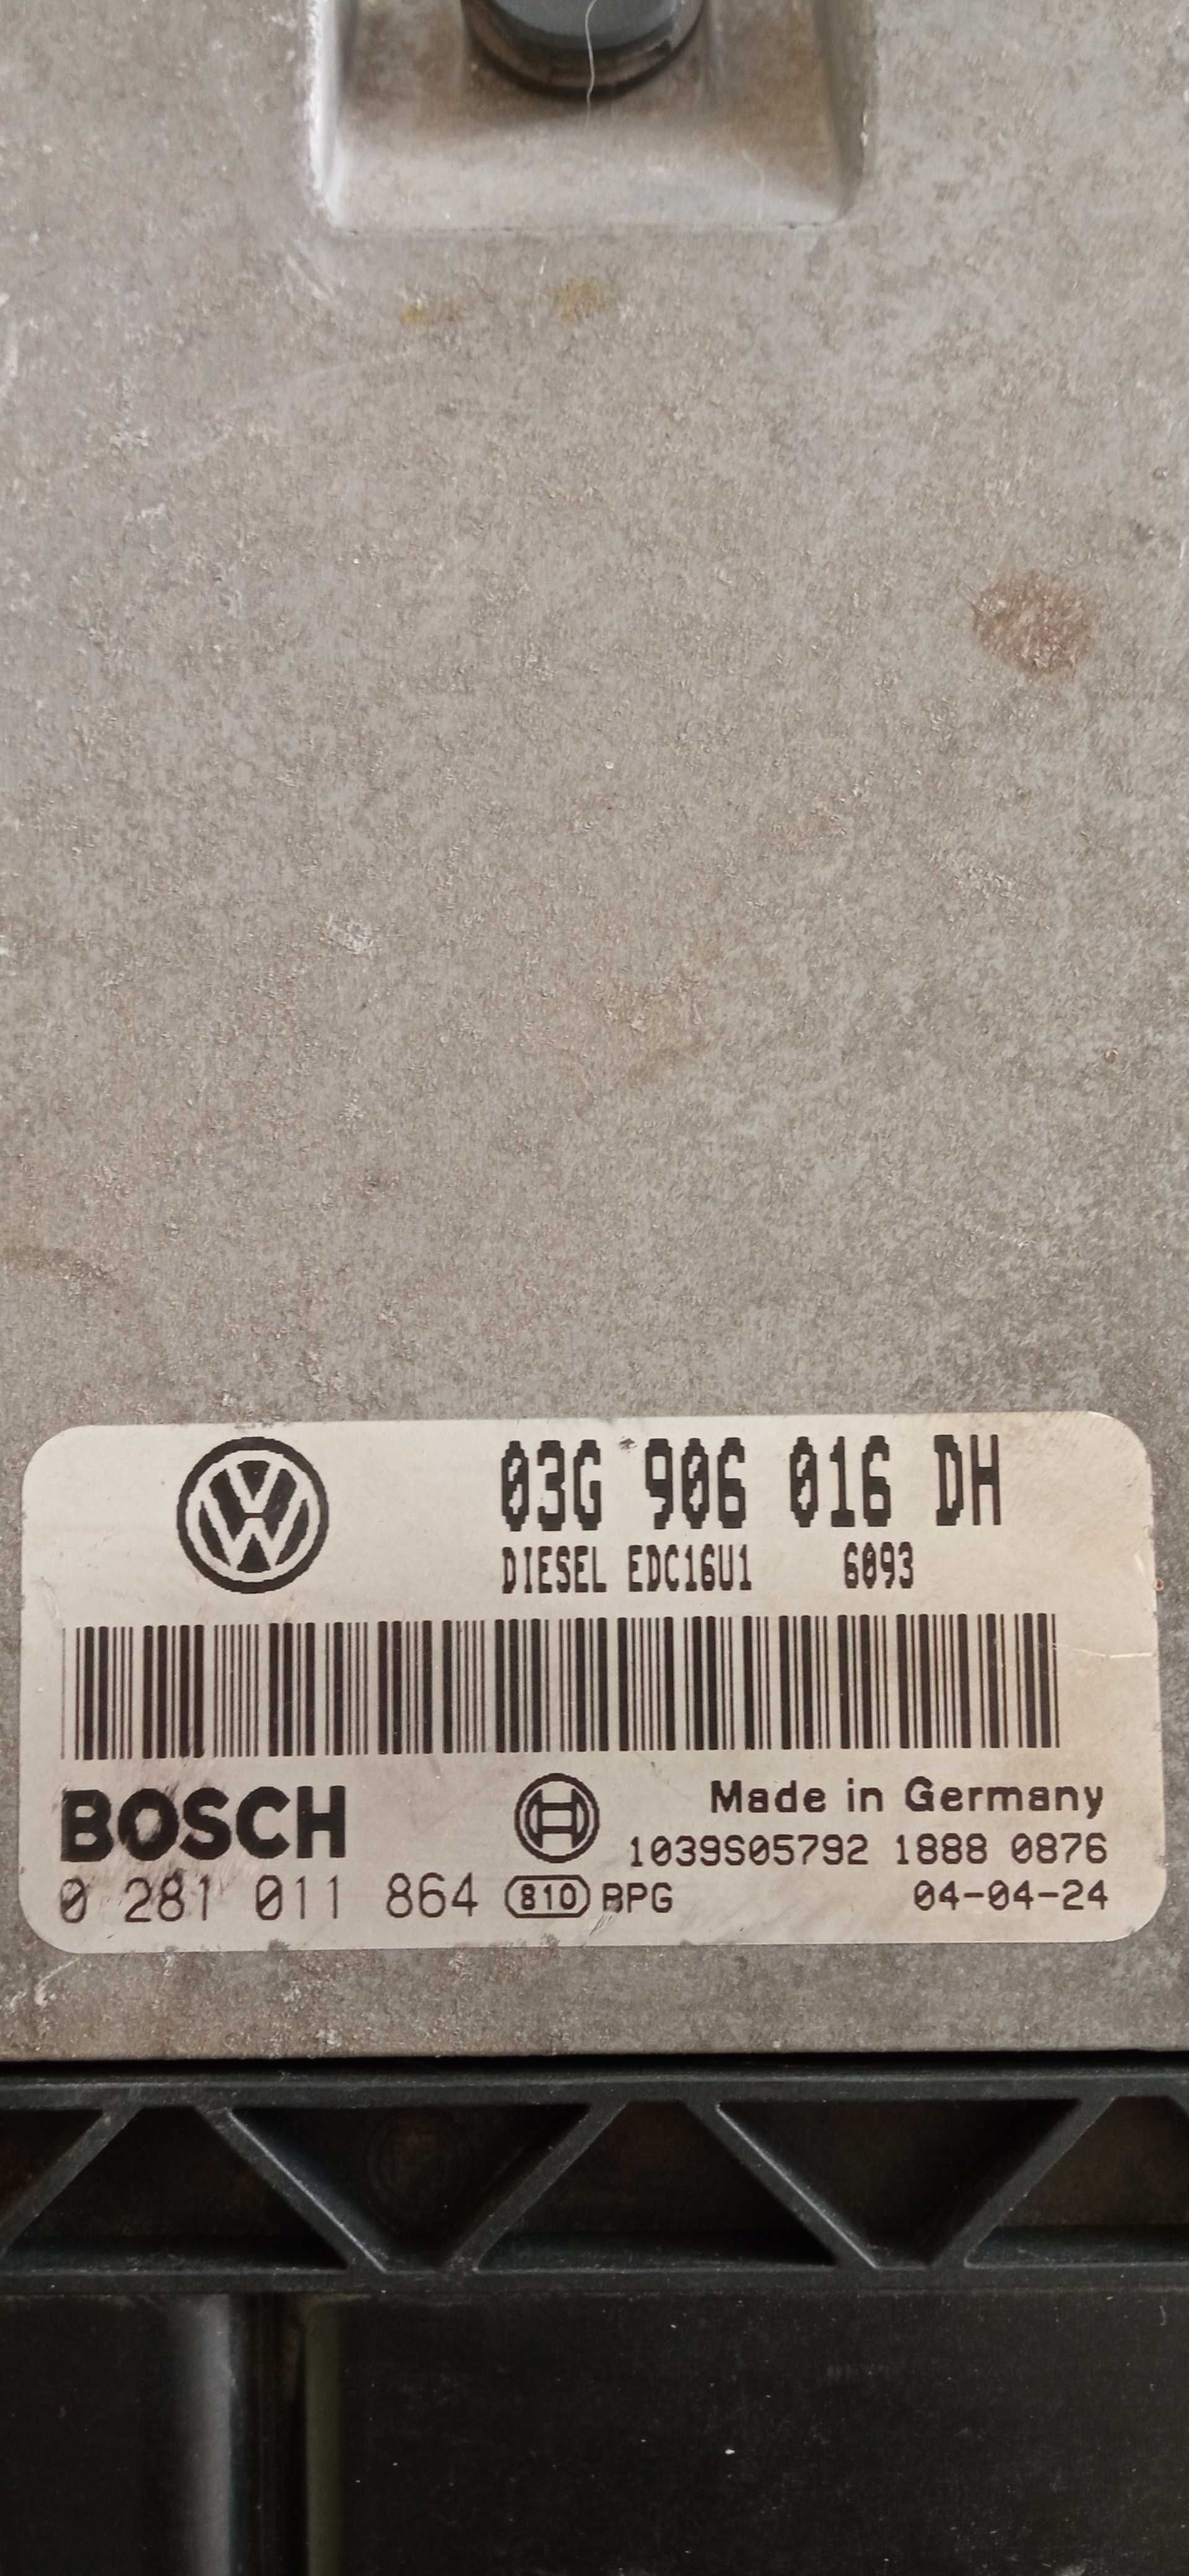 03G 906 016 DH
DIESEL EDC16U1 6093
BOSCH
Made in Germany
1039S05792 1888 0876
0 281 011 864 810 BPG 04-04-24